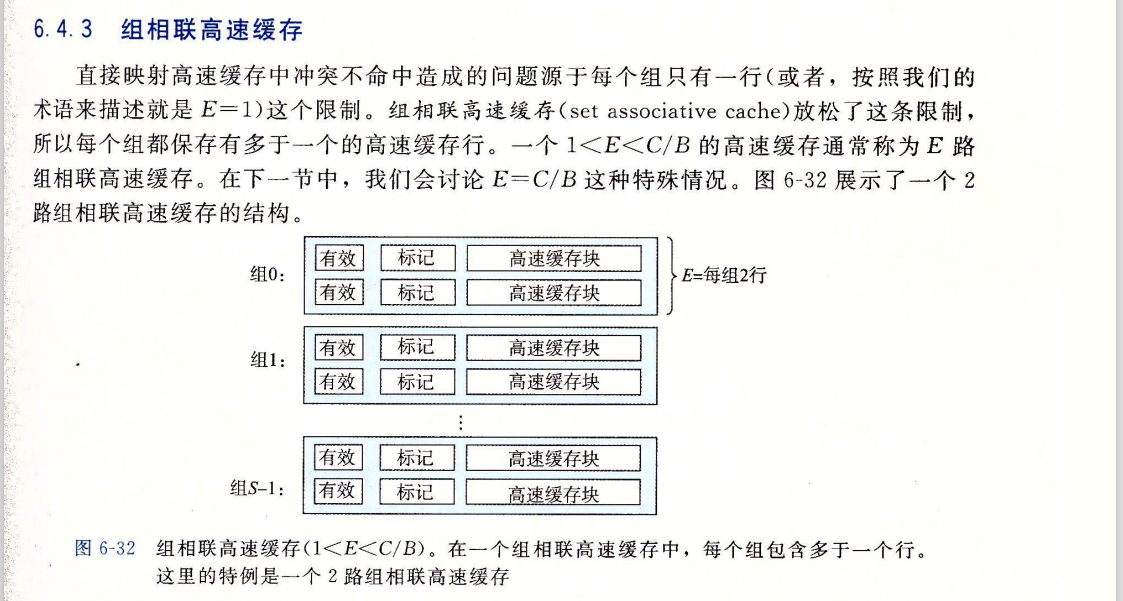 6.4.3 组相联高速缓存
直接映射高速缓存中冲突不命中造成的问题源于每个组只有一行(或者，按照我们的
术语来描述就是 E=1)这个限制。组相联高速缓存(set associative cache)放松了这条限制，
所以每个组都保存有多于一个的高速缓存行。一个 1<E<C/B 的高速缓存通常称为 E 路
组相联高速缓存。在下一节中，我们会讨论 E=C/B 这种特殊情况。图 6-32 展示了一个 2
路组相联高速缓存的结构。
组0： 有效 标记 高速缓存块
有效 标记 高速缓存块
E=每组2行
组1： 有效 标记 高速缓存块
有效 标记 高速缓存块
⋮
组S–1： 有效 标记 高速缓存块
有效 标记 高速缓存块
图 6-32 组相联高速缓存(1<E<C/B)。在一个组相联高速缓存中，每个组包含多于一个行。
这里的特例是一个 2 路组相联高速缓存